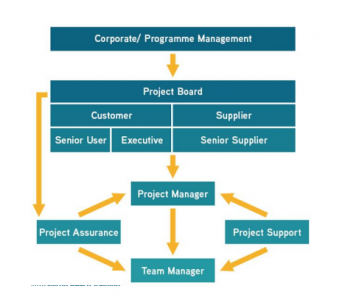 Corporate/ Programme Management
Project Board
Customer Supplier
Senior User Executive Senior Supplier
Project Manager
Project Assurance Project Support
Team Manager